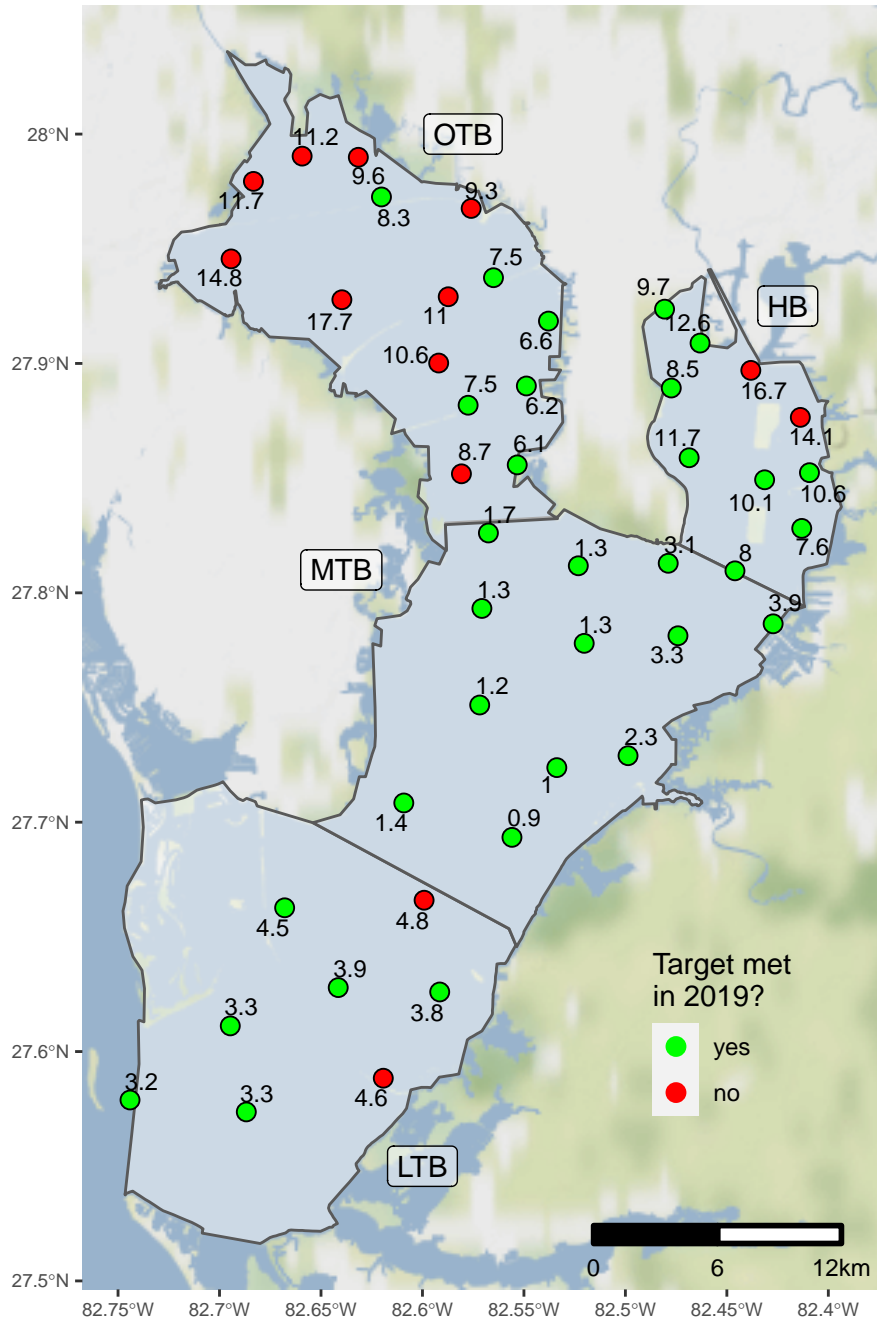 28°N
27.9°N
27.8°N
27.7°N
27.6°N
27.5°N
OTB
11.2
9.6
11.7
8.3
9.3
14.8
7.5
17.7
11
6.6
10.6
7.5
6.2
8.7
6.1
HB
9.7
12.6
8.5
16.7
11.7
14.1
10.1
10.6
7.6
8
MTB
1.7
1.3
3.1
1.3
1.3
3.9
3.3
1.2
2.3
1
1.4
0.9
4.5
4.8
3.9
3.8
3.3
3.2
3.3
4.6
LTB
Target met
in 2019?
yes
no
0 6 12km
82.75°W 82.7°W 82.65°W 82.6°W 82.55°W 82.5°W 82.45°W 82.4°W